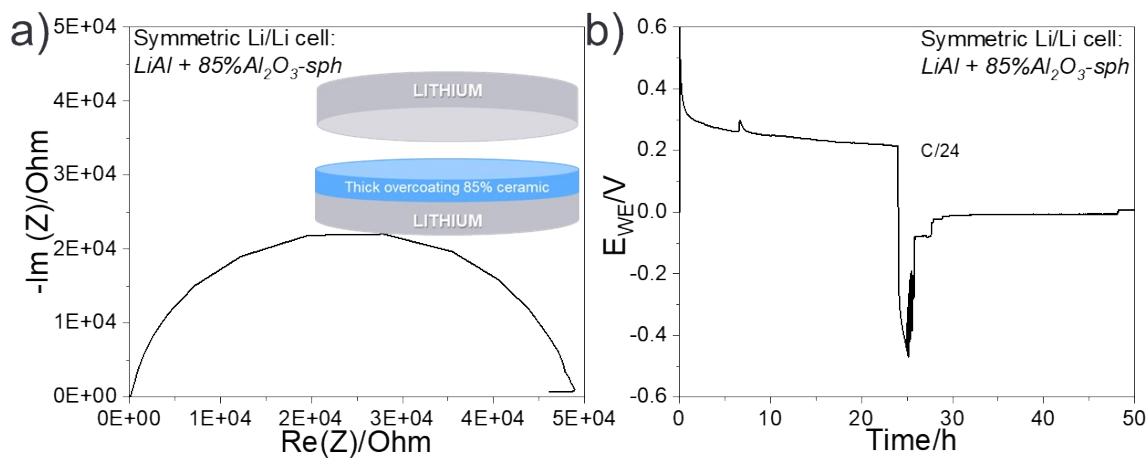 a)
Symmetric Li/Li cell:
LiAl + 85%Al₂O₃-sph
5E+04
4E+04
3E+04
2E+04
1E+04
0E+00
-Im (Z)/Ohm
LITHIUM
Thick overcoating 85% ceramic
LITHIUM
0E+00 1E+04 2E+04 3E+04 4E+04 5E+04
Re(Z)/Ohm
b)
Symmetric Li/Li cell:
LiAl + 85%Al₂O₃-sph
0.6
0.4
0.2
0.0
-0.2
-0.4
-0.6
E_WE/V
C/24
0 10 20 30 40 50
Time/h